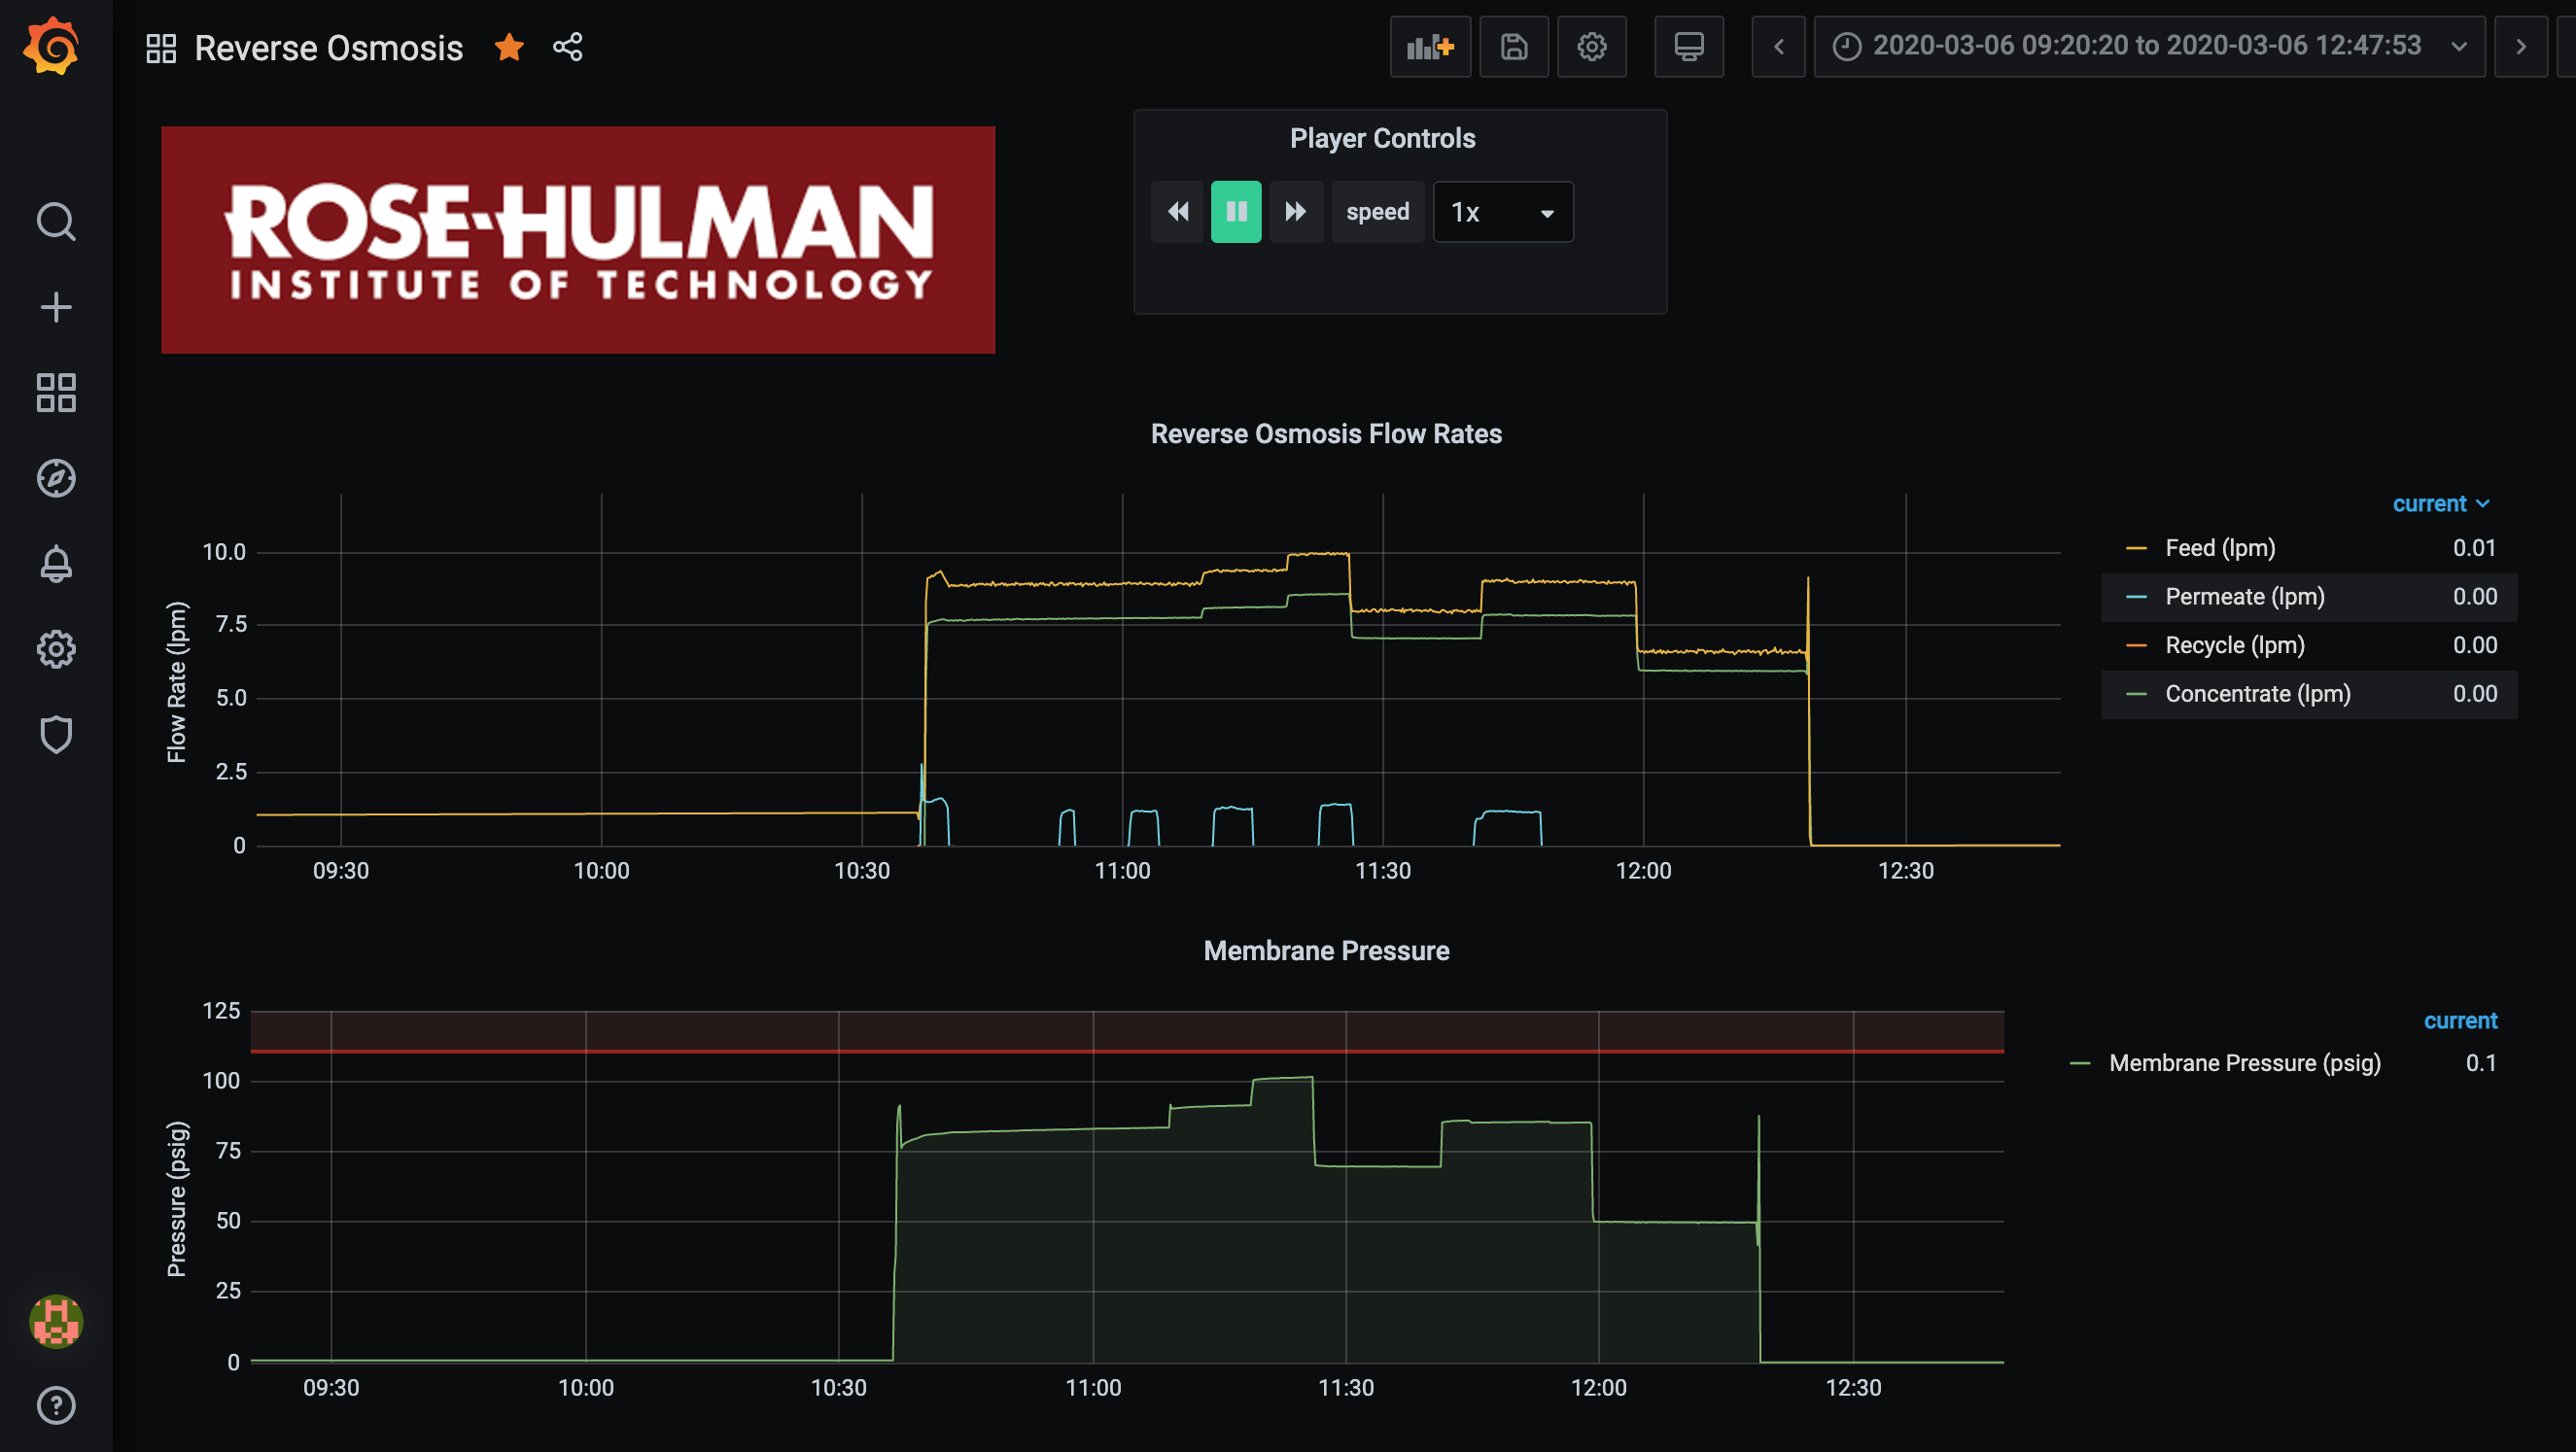 Reverse Osmosis
2020-03-06 09:20:20 to 2020-03-06 12:47:53
ROSE-HULMAN
INSTITUTE OF TECHNOLOGY
Player Controls
speed 1x
Reverse Osmosis Flow Rates
Flow Rate (lpm)
10.0
7.5
5.0
2.5
0
09:30 10:00 10:30 11:00 11:30 12:00 12:30
current
Feed (lpm) 0.01
Permeate (lpm) 0.00
Recycle (lpm) 0.00
Concentrate (lpm) 0.00
Membrane Pressure
Pressure (psig)
125
100
75
50
25
0
09:30 10:00 10:30 11:00 11:30 12:00 12:30
current
Membrane Pressure (psig) 0.1